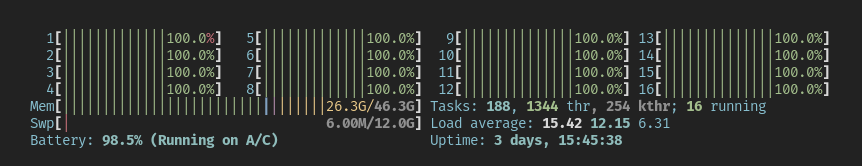 1[||||||||||||||100.0%] 5[||||||||||||||100.0%] 9[||||||||||||||100.0%] 13[||||||||||||||100.0%]
2[||||||||||||||100.0%] 6[||||||||||||||100.0%] 10[||||||||||||||100.0%] 14[||||||||||||||100.0%]
3[||||||||||||||100.0%] 7[||||||||||||||100.0%] 11[||||||||||||||100.0%] 15[||||||||||||||100.0%]
4[||||||||||||||100.0%] 8[||||||||||||||100.0%] 12[||||||||||||||100.0%] 16[||||||||||||||100.0%]
Mem[||||||||||||||||||||||||||||||||26.3G/46.3G] Tasks: 188, 1344 thr, 254 kthr; 16 running
Swp[| 6.00M/12.0G] Load average: 15.42 12.15 6.31
Battery: 98.5% (Running on A/C) Uptime: 3 days, 15:45:38